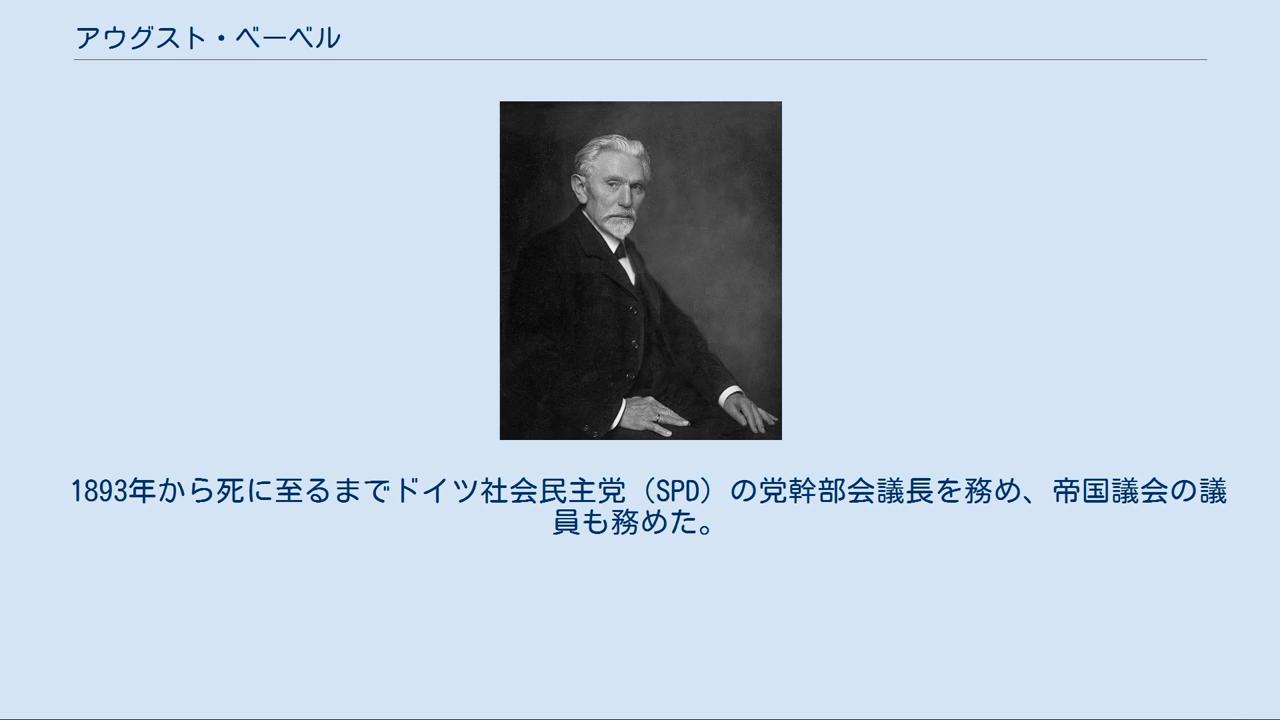 アウグスト・ベーベル
1893年から死に至るまでドイツ社会民主党（SPD）の党幹部会議長を務め、帝国議会の議
員も務めた。